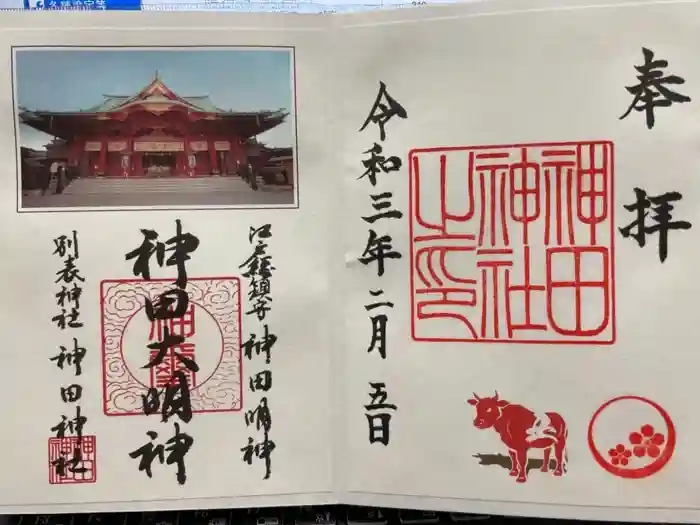 奉拝
神田
神社
之印
令和三年二月五日
江戸総鎮守 神田明神
神田大明神
別表神社 神田神社